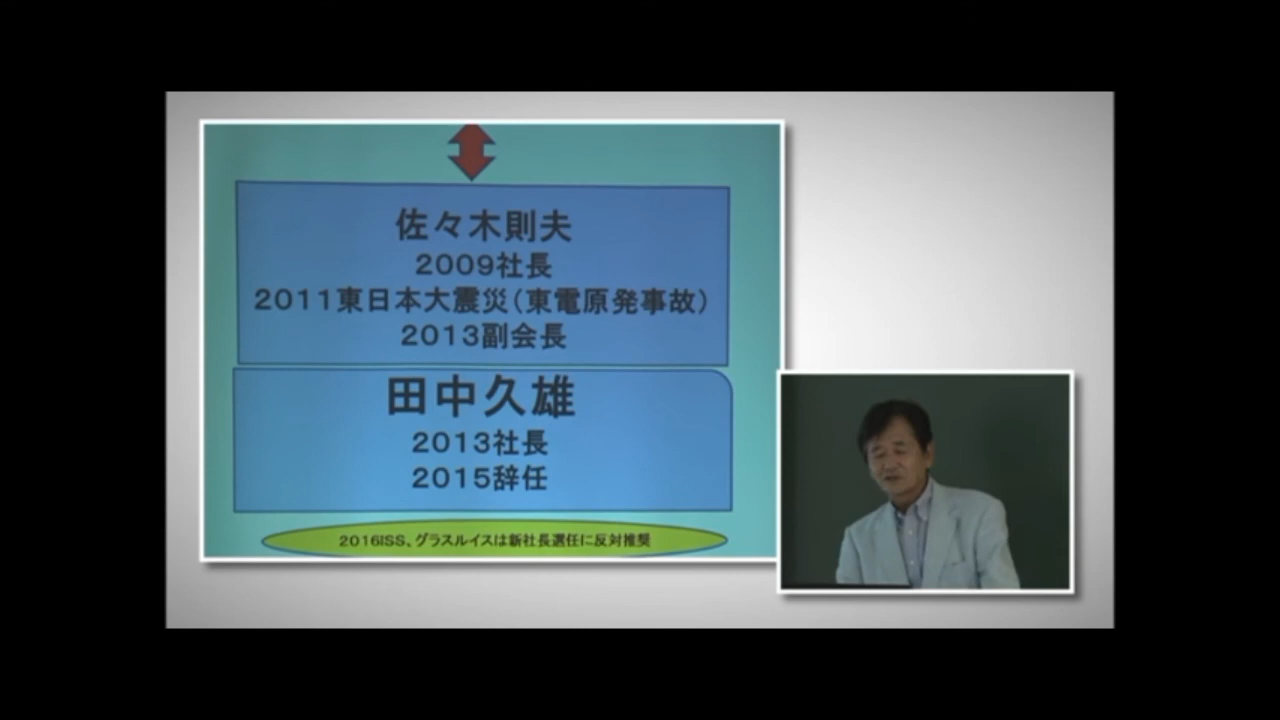 佐々木則夫
2009社長
2011東日本大震災(東電原発事故)
2013副会長
田中久雄
2013社長
2015辞任
2016ISS、グラスルイスは新社長選任に反対推奨